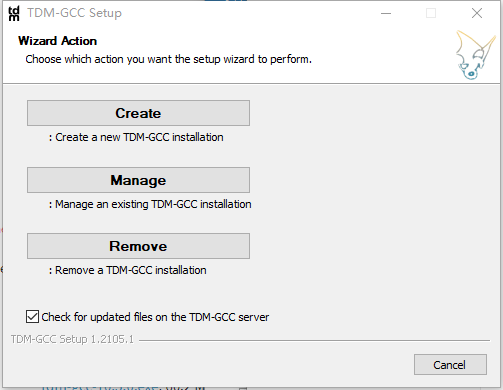 tdm TDM-GCC Setup
Wizard Action
Choose which action you want the setup wizard to perform.
Create
: Create a new TDM-GCC installation
Manage
: Manage an existing TDM-GCC installation
Remove
: Remove a TDM-GCC installation
Check for updated files on the TDM-GCC server
TDM-GCC Setup 1.2105.1
Cancel